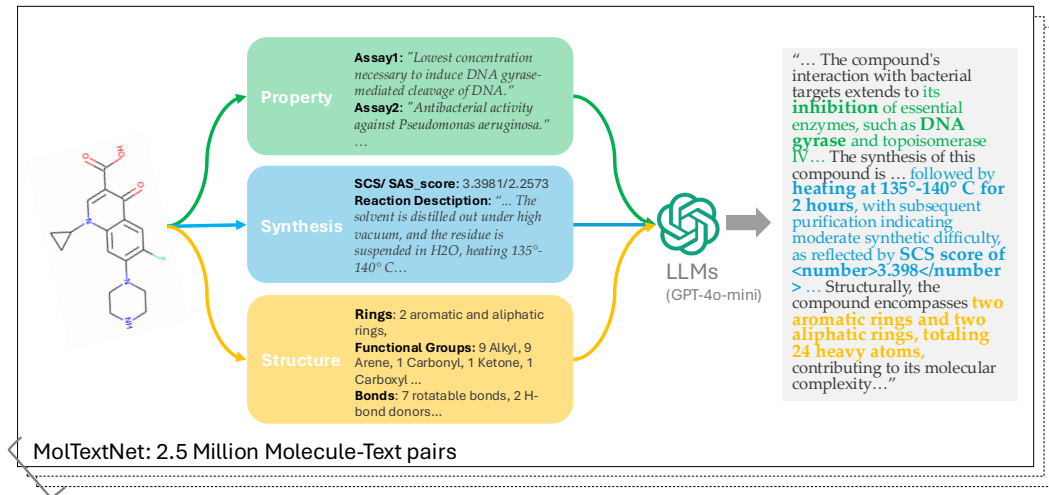 Property
Assay1: "Lowest concentration
necessary to induce DNA gyrase-
mediated cleavage of DNA."
Assay2: "Antibacterial activity
against Pseudomonas aeruginosa."
…
Synthesis
SCS/ SAS_score: 3.3981/2.2573
Reaction Desctiption: "... The
solvent is distilled out under high
vacuum, and the residue is
suspended in H2O, heating 135°-
140° C…
Structure
Rings: 2 aromatic and aliphatic
rings,
Functional Groups: 9 Alkyl, 9
Arene, 1 Carbonyl, 1 Ketone, 1
Carboxyl ...
Bonds: 7 rotatable bonds, 2 H-
bond donors...
HO
O
O
N
F
N
NH
LLMs
(GPT-4o-mini)
"… The compound's
interaction with bacterial
targets extends to its
inhibition of essential
enzymes, such as DNA
gyrase and topoisomerase
IV… The synthesis of this
compound is … followed by
heating at 135°-140° C for
2 hours, with subsequent
purification indicating
moderate synthetic difficulty,
as reflected by SCS score of
<number>3.398</number
> … Structurally, the
compound encompasses two
aromatic rings and two
aliphatic rings, totaling
24 heavy atoms,
contributing to its molecular
complexity…"
MolTextNet: 2.5 Million Molecule-Text pairs